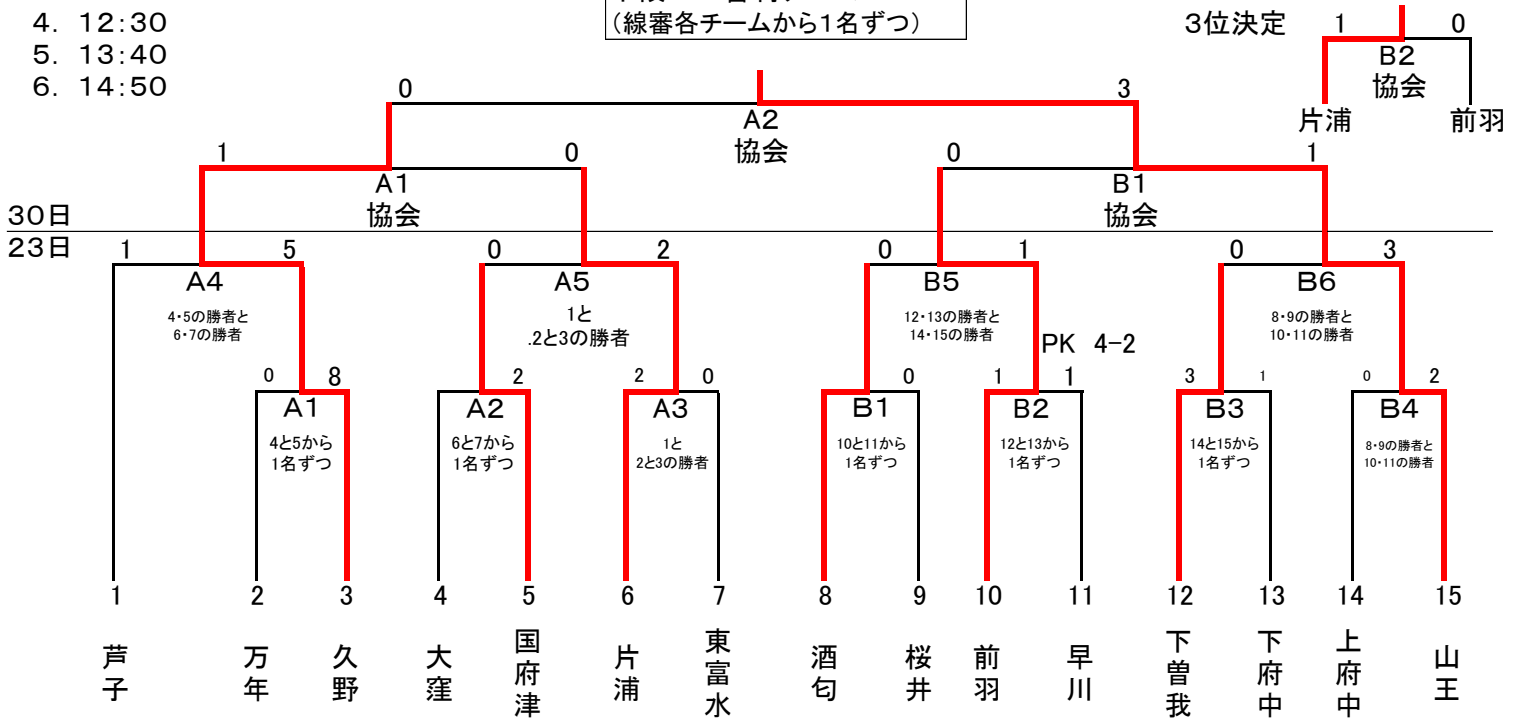 4. 12:30
5. 13:40
6. 14:50
(線審各チームから1名ずつ)
3位決定
1
0
B2
協会
片浦
前羽
0
3
A2
協会
1
0
0
1
A1
協会
B1
協会
30日
23日
1
5
0
2
0
1
0
3
A4
A5
B5
B6
4・5の勝者と
6・7の勝者
1と
.2と3の勝者
12・13の勝者と
14・15の勝者
8・9の勝者と
10・11の勝者
PK 4-2
0
8
2
2
0
0
1
1
3
1
0
2
A1
A2
A3
B1
B2
B3
B4
4と5から
1名ずつ
6と7から
1名ずつ
1と
2と3の勝者
10と11から
1名ずつ
12と13から
1名ずつ
14と15から
1名ずつ
8・9の勝者と
10・11の勝者
1
2
3
4
5
6
7
8
9
10
11
12
13
14
15
芦子
万年
久野
大窪
国府津
片浦
東富水
酒匂
桜井
前羽
早川
下曽我
下府中
上府中
山王